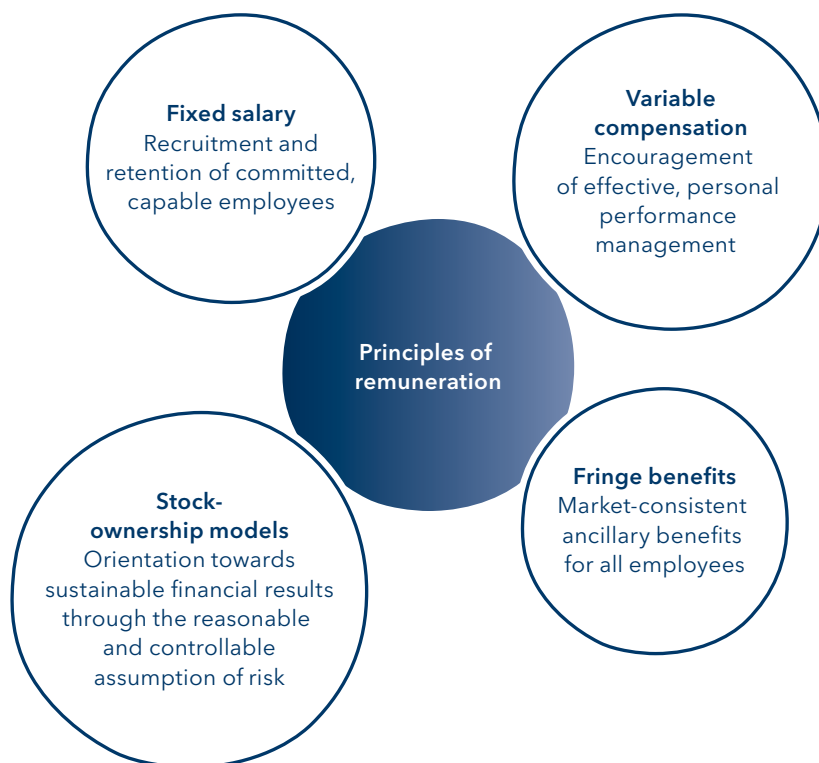 Fixed salary
Recruitment and
retention of committed,
capable employees
Variable
compensation
Encouragement
of effective, personal
performance
management
Principles of
remuneration
Stock-
ownership models
Orientation towards
sustainable financial results
through the reasonable
and controllable
assumption of risk
Fringe benefits
Market-consistent
ancillary benefits
for all employees